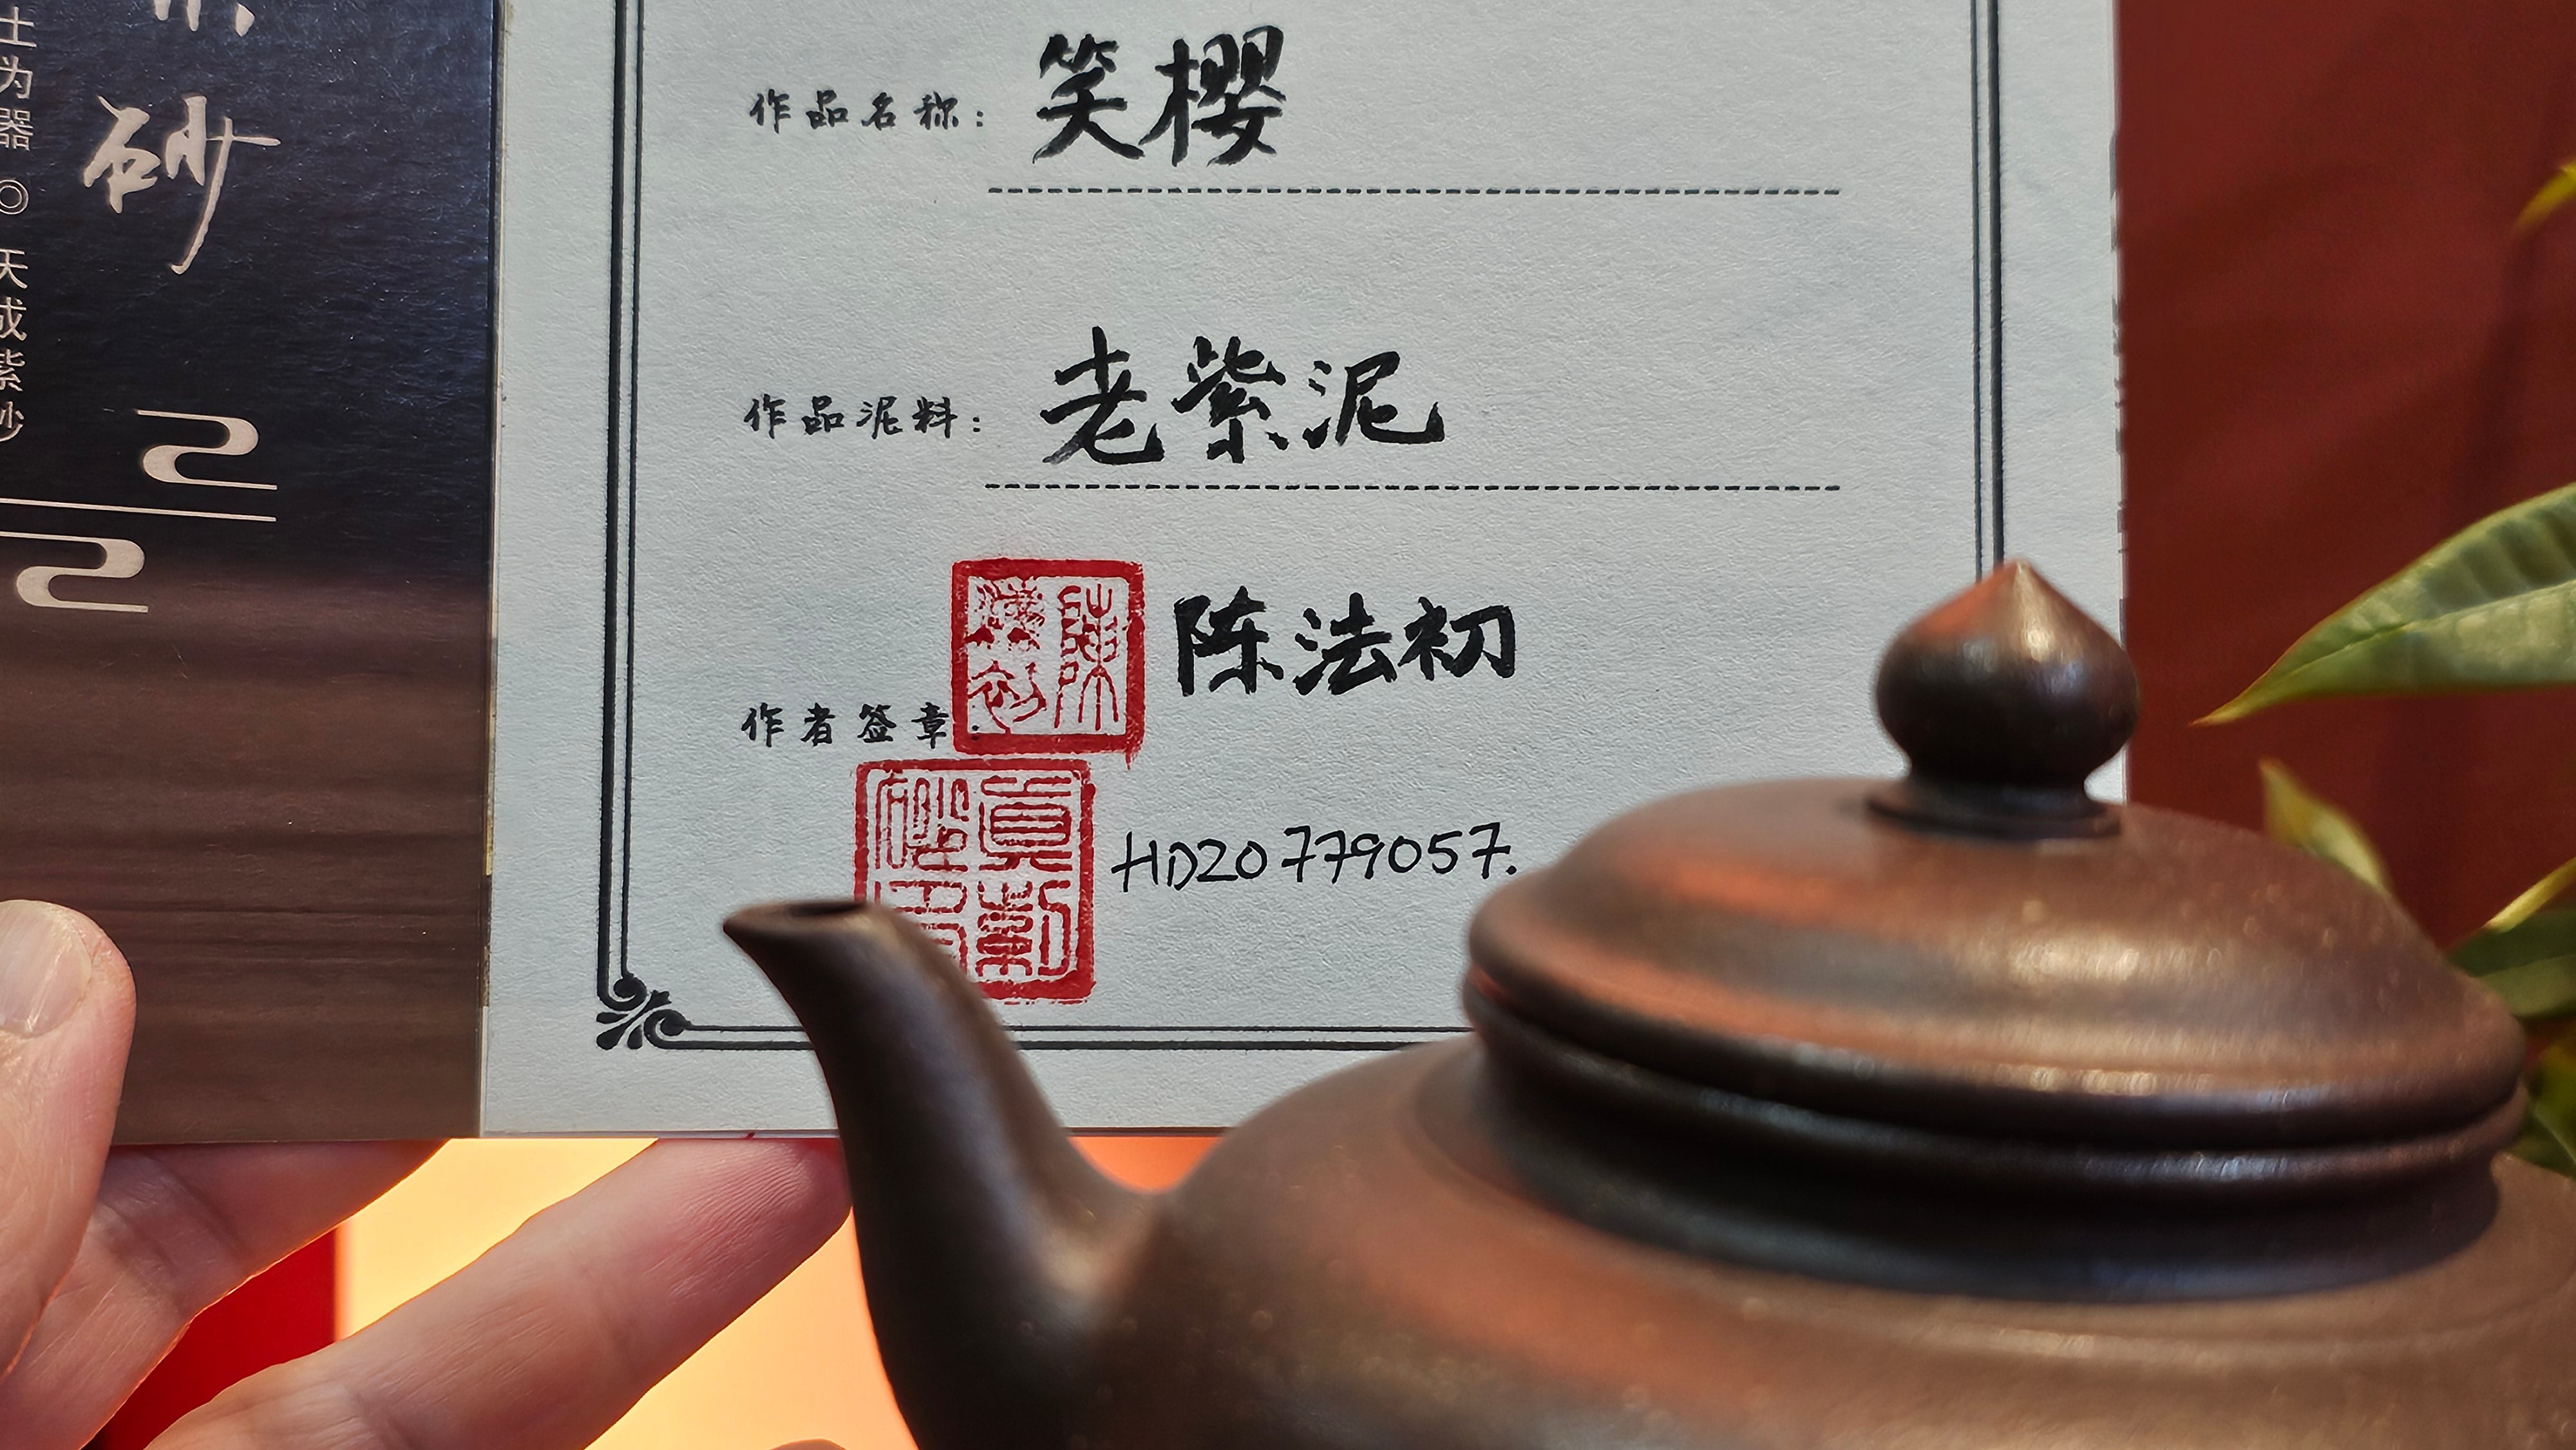 砂
土为器 ◎ 天成紫砂
作品名称：笑樱
作品泥料：老紫泥
陈法初
作者签章：
HD20779057.